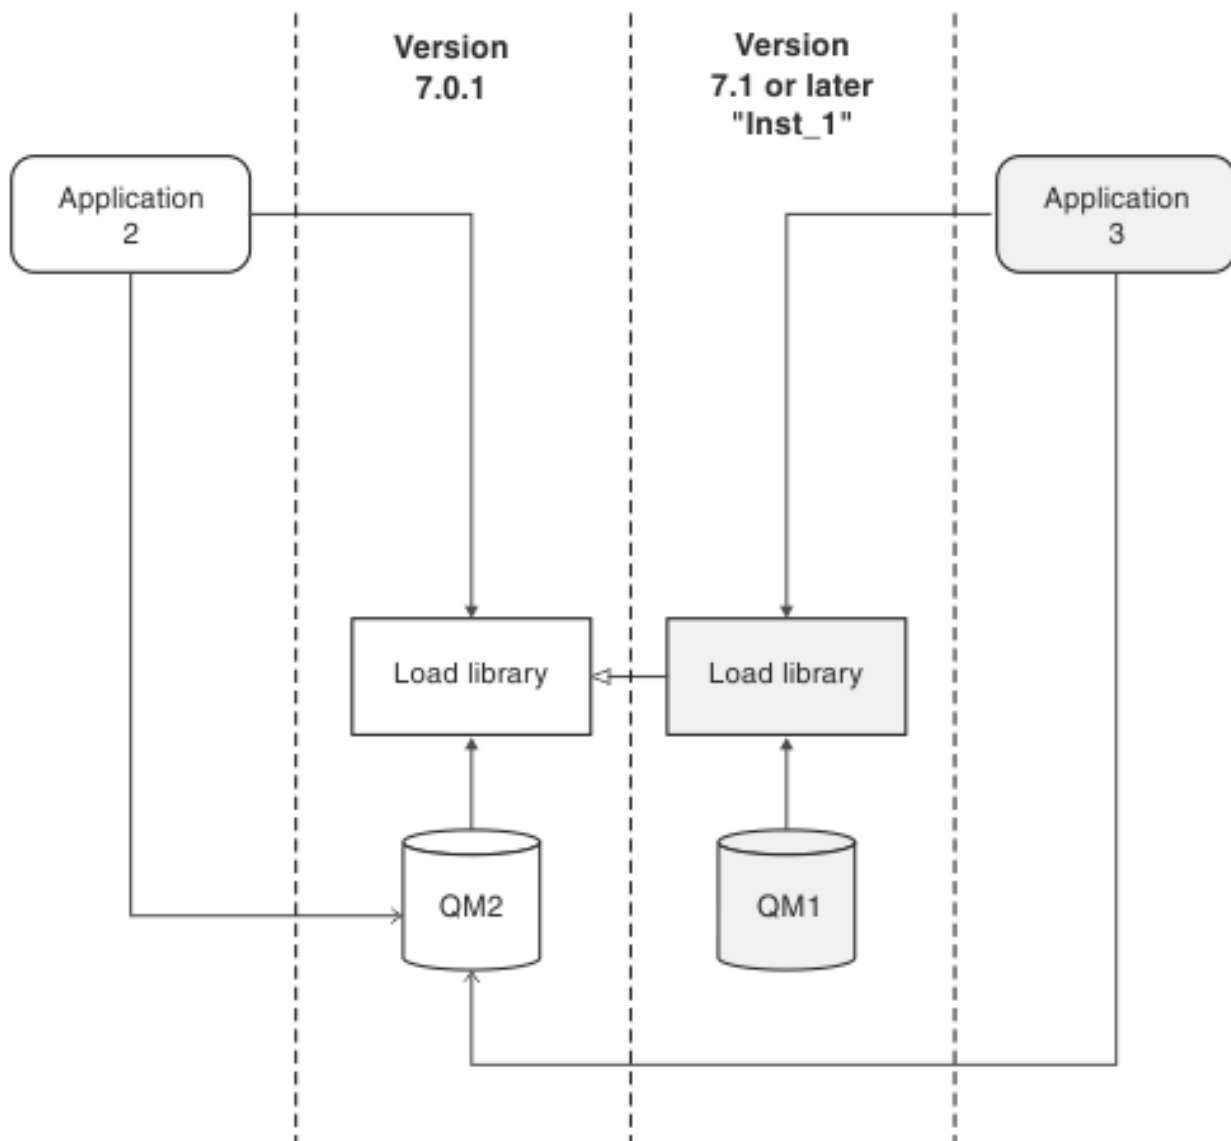 Version
7.0.1
Version
7.1 or later
"Inst_1"
Application
2
Application
3
Load library
Load library
QM2
QM1